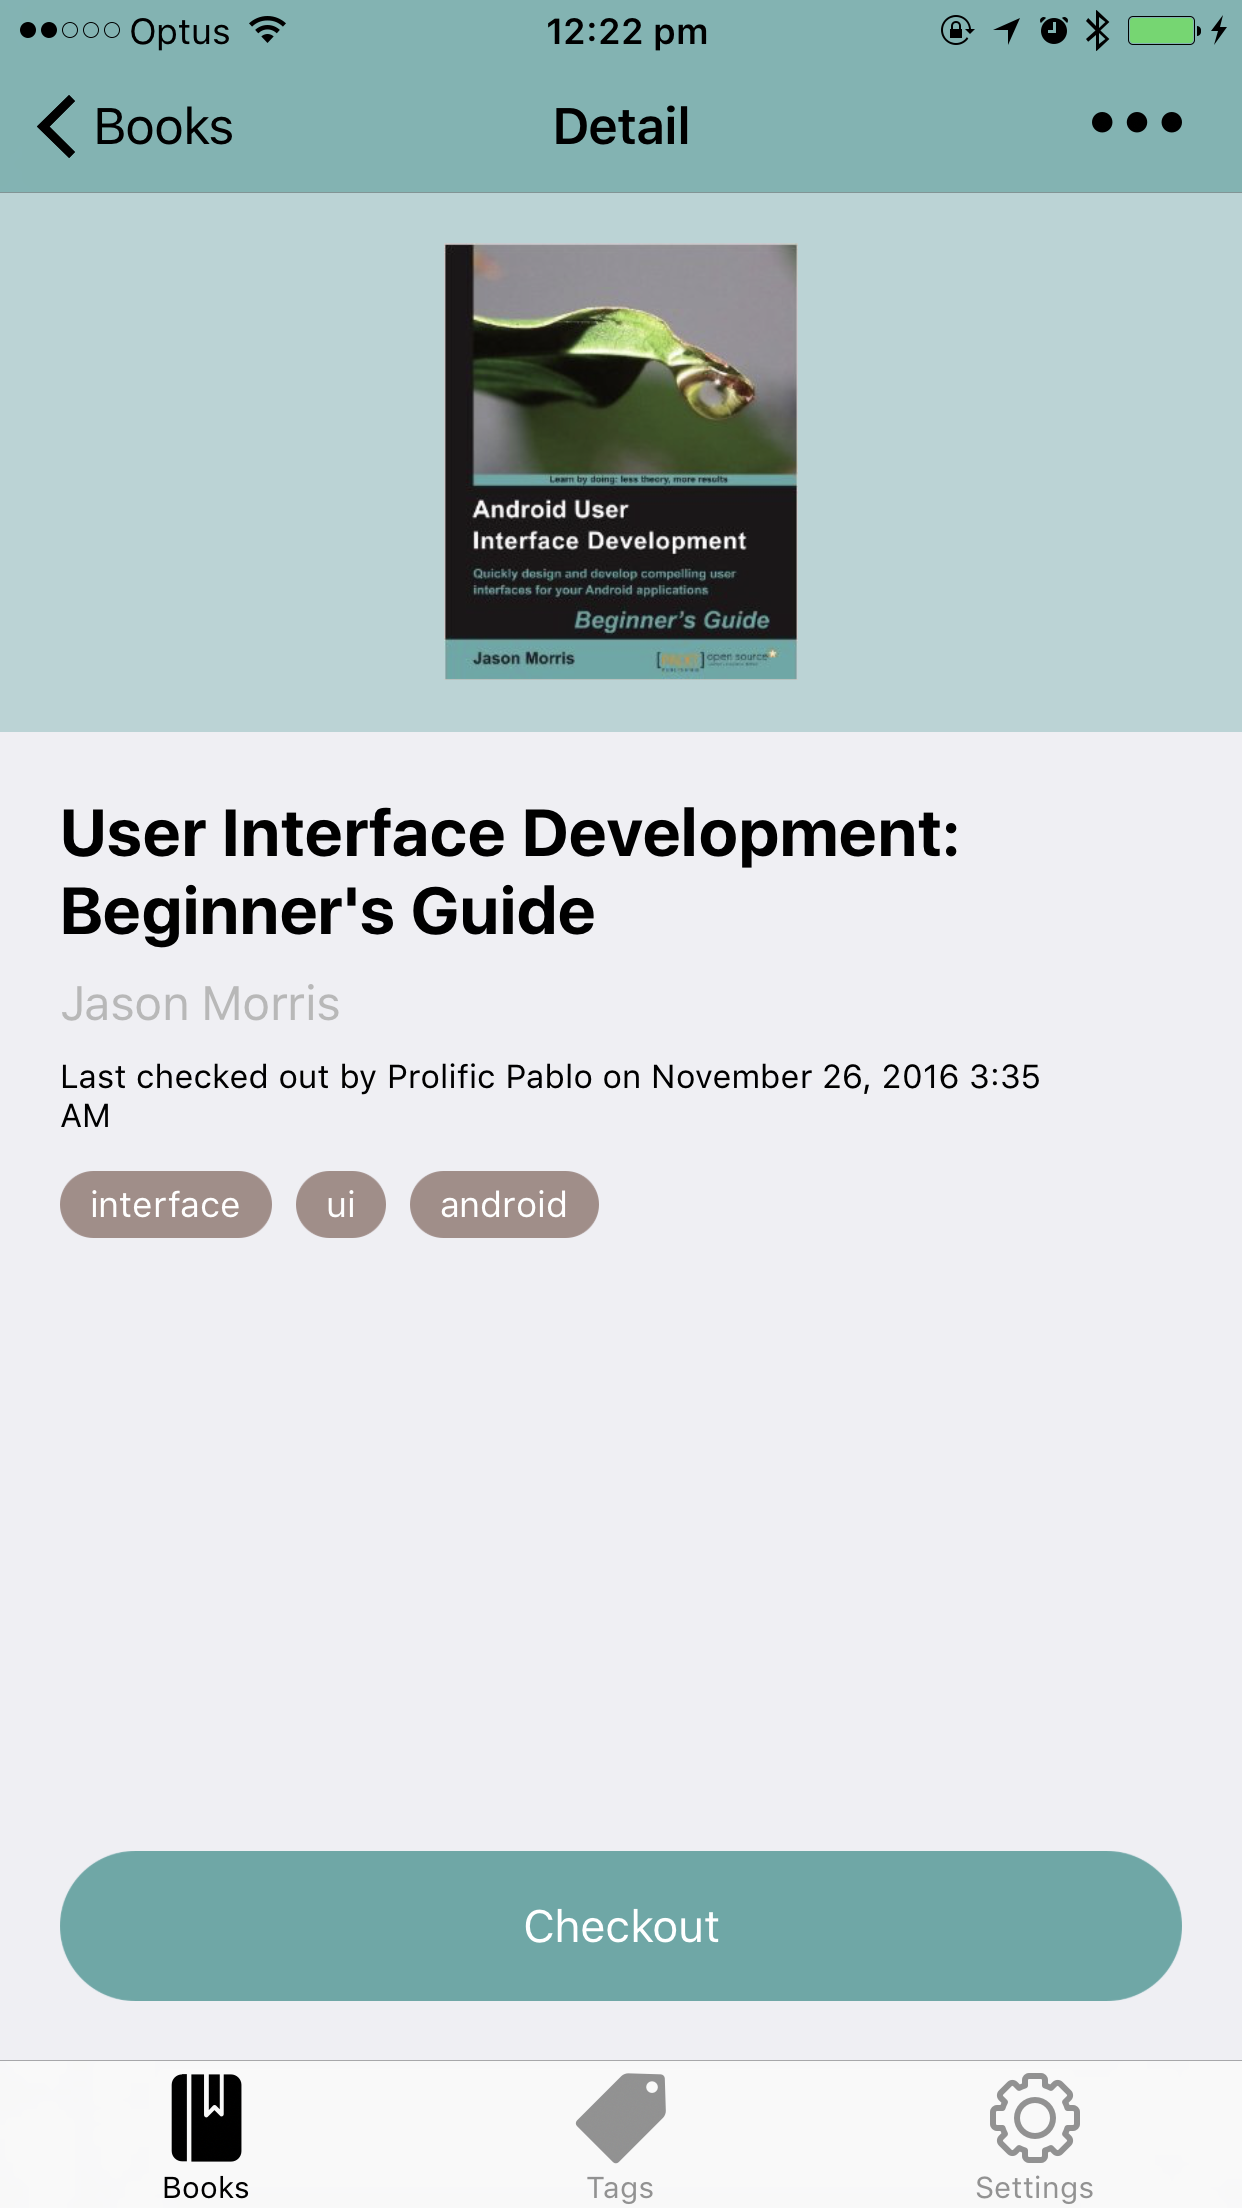 Optus 12:22 pm
Books Detail
Learn by doing: less theory, more results
Android User
Interface Development
Quickly design and develop compelling user
interfaces for your Android applications
Beginner's Guide
Jason Morris open source
User Interface Development:
Beginner's Guide
Jason Morris
Last checked out by Prolific Pablo on November 26, 2016 3:35
AM
interface ui android
Checkout
Books Tags Settings